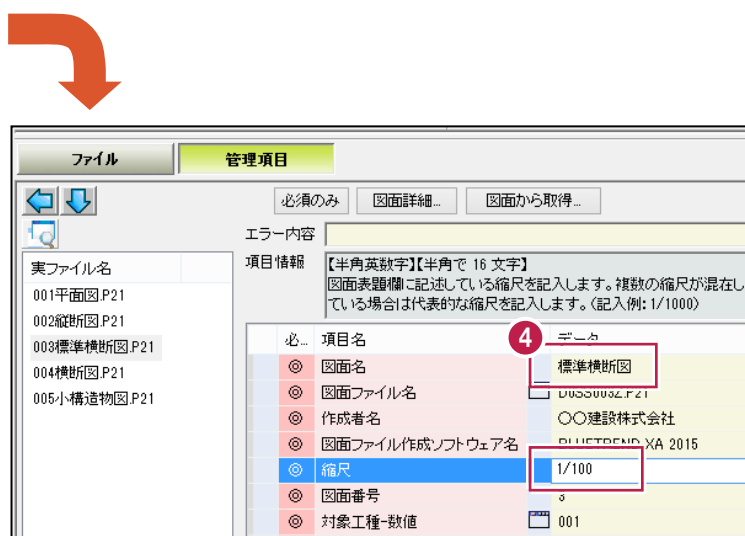 ファイル 管理項目
必須のみ 図面詳細... 図面から取得...
エラー内容
項目情報 【半角英数字】【半角で 16 文字】
図面表題欄に記述している縮尺を記入します。複数の縮尺が混在し
ている場合は代表的な縮尺を記入します。(記入例:1/1000)
実ファイル名
001平面図.P21
002縦断図.P21
003標準横断図.P21
004横断図.P21
005小構造物図.P21
必... 項目名 4 データ
◎ 図面名 標準横断図
◎ 図面ファイル名 D0SS003Z.P21
◎ 作成者名 〇〇建設株式会社
◎ 図面ファイル作成ソフトウェア名 BLUETREND XA 2015
◎ 縮尺 1/100
◎ 図面番号 3
◎ 対象工種-数値 001